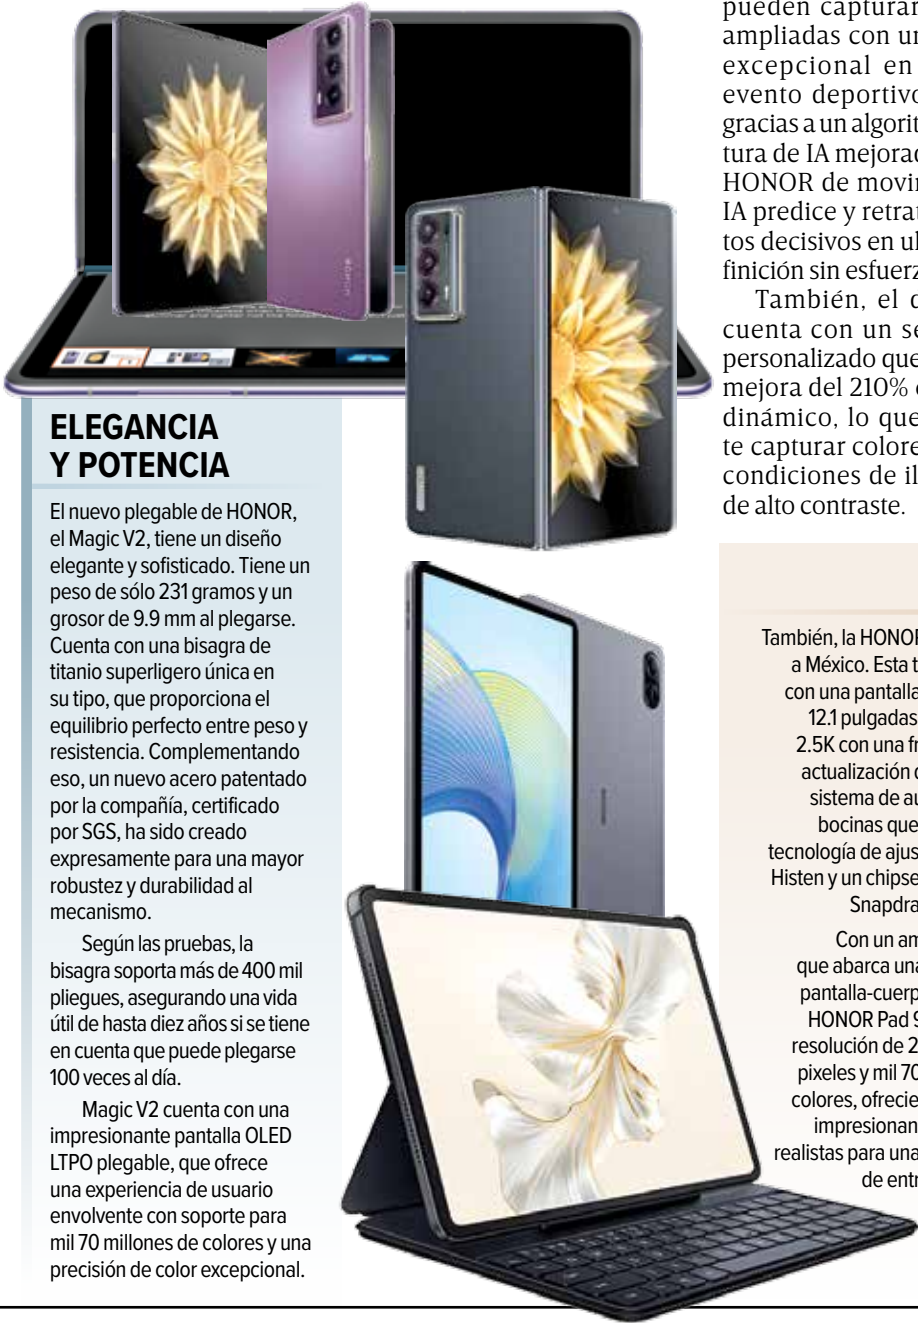 ELEGANCIA
Y POTENCIA
El nuevo plegable de HONOR,
el Magic V2, tiene un diseño
elegante y sofisticado. Tiene un
peso de sólo 231 gramos y un
grosor de 9.9 mm al plegarse.
Cuenta con una bisagra de
titanio superligero única en
su tipo, que proporciona el
equilibrio perfecto entre peso y
resistencia. Complementando
eso, un nuevo acero patentado
por la compañía, certificado
por SGS, ha sido creado
expresamente para una mayor
robustez y durabilidad al
mecanismo.
Según las pruebas, la
bisagra soporta más de 400 mil
pliegues, asegurando una vida
útil de hasta diez años si se tiene
en cuenta que puede plegarse
100 veces al día.
Magic V2 cuenta con una
impresionante pantalla OLED
LTPO plegable, que ofrece
una experiencia de usuario
envolvente con soporte para
mil 70 millones de colores y una
precisión de color excepcional.
HONOR
HONOR
pueden capturar
ampliadas con un
excepcional en
evento deportivo
gracias a un algorit
tura de IA mejorad
HONOR de movim
IA predice y retrat
tos decisivos en ul
finición sin esfuerz
También, el d
cuenta con un se
personalizado que
mejora del 210% e
dinámico, lo que
te capturar colore
condiciones de il
de alto contraste.
También, la HONOR
a México. Esta t
con una pantalla
12.1 pulgadas
2.5K con una fr
actualización d
sistema de au
bocinas que
tecnología de ajus
Histen y un chipse
Snapdra
Con un am
que abarca una
pantalla-cuerp
HONOR Pad 9
resolución de 2
pixeles y mil 70
colores, ofrecie
impresionan
realistas para una
de entr